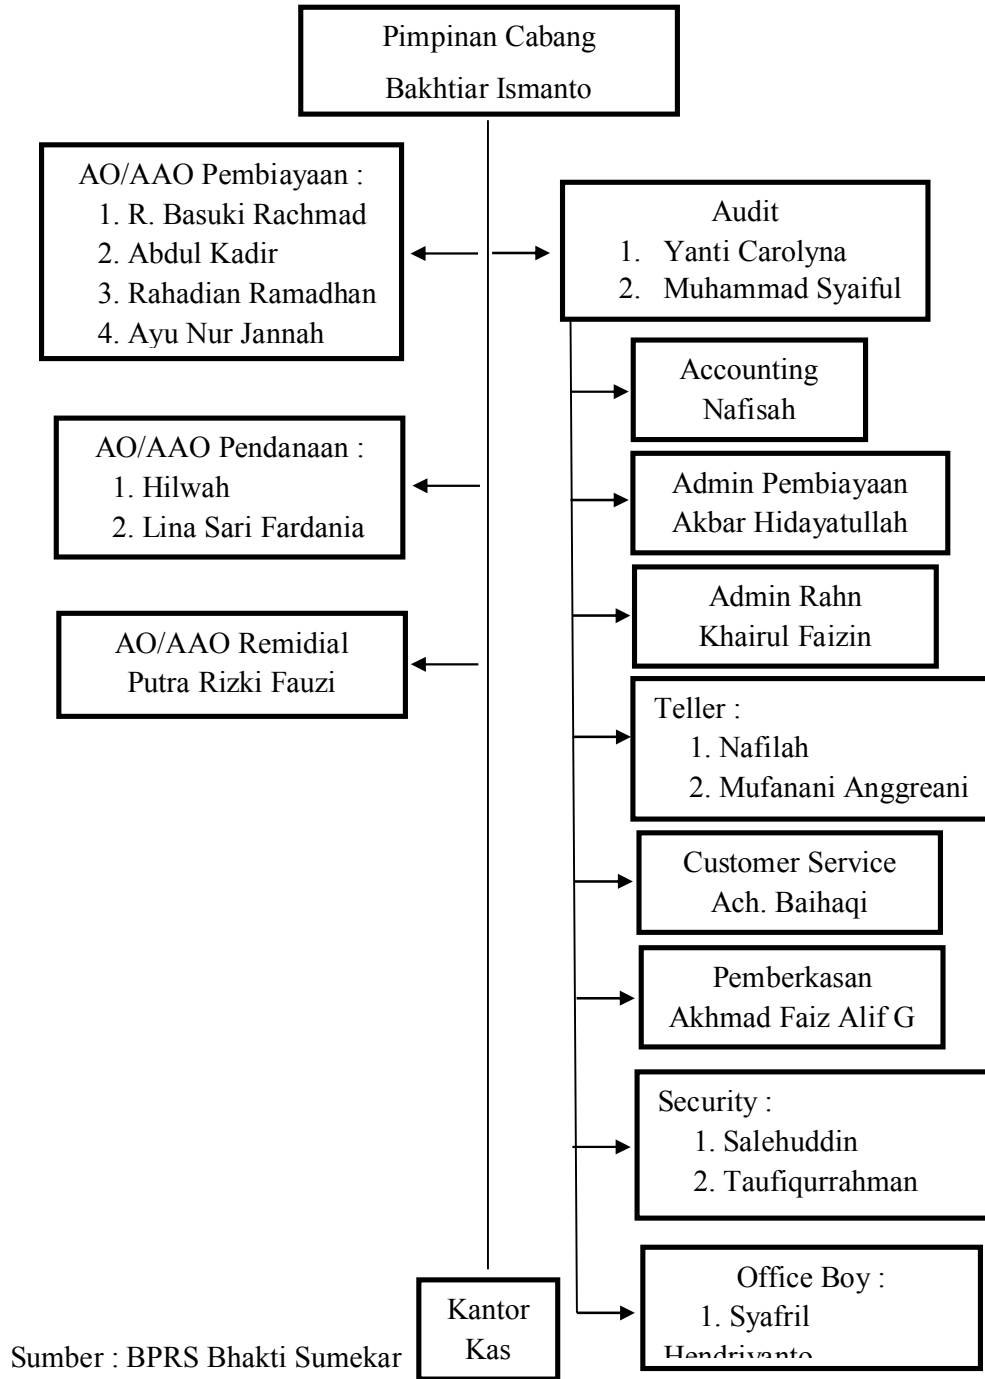 Pimpinan Cabang
Bakhtiar Ismanto
AO/AAO Pembiayaan :
1. R. Basuki Rachmad
2. Abdul Kadir
3. Rahadian Ramadhan
4. Ayu Nur Jannah
Audit
1. Yanti Carolyna
2. Muhammad Syaiful
Accounting
Nafisah
AO/AAO Pendanaan :
1. Hilwah
2. Lina Sari Fardania
Admin Pembiayaan
Akbar Hidayatullah
Admin Rahn
Khairul Faizin
AO/AAO Remidial
Putra Rizki Fauzi
Teller :
1. Nafilah
2. Mufanani Anggreani
Customer Service
Ach. Baihaqi
Pemberkasan
Akhmad Faiz Alif G
Security :
1. Salehuddin
2. Taufiqurrahman
Office Boy :
1. Syafril
Hendriyanto
Kantor
Kas
Sumber : BPRS Bhakti Sumekar